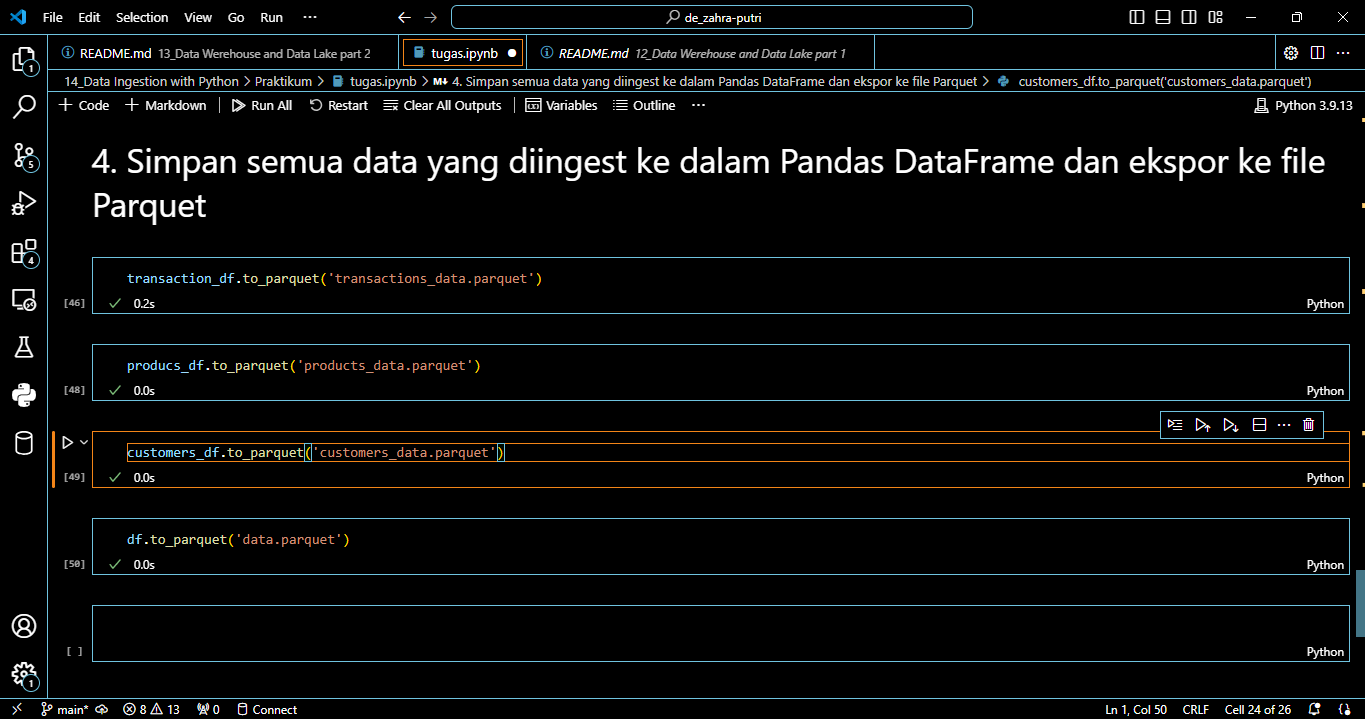 File Edit Selection View Go Run ··· de_zahra-putri
README.md 13_Data Werehouse and Data Lake part 2 tugas.ipynb README.md 12_Data Werehouse and Data Lake part 1
14_Data Ingestion with Python > Praktikum > tugas.ipynb > M↓ 4. Simpan semua data yang diingest ke dalam Pandas DataFrame dan ekspor ke file Parquet > customers_df.to_parquet('customers_data.parquet')
+ Code + Markdown Run All Restart Clear All Outputs Variables Outline ··· Python 3.9.13
4. Simpan semua data yang diingest ke dalam Pandas DataFrame dan ekspor ke file
Parquet
transaction_df.to_parquet('transactions_data.parquet')
[46] ✓ 0.2s Python
producs_df.to_parquet('products_data.parquet')
[48] ✓ 0.0s Python
customers_df.to_parquet('customers_data.parquet')
[49] ✓ 0.0s Python
df.to_parquet('data.parquet')
[50] ✓ 0.0s Python
[ ] Python
1
5
4
1
main* 8 13 0 Connect Ln 1, Col 50 CRLF Cell 24 of 26